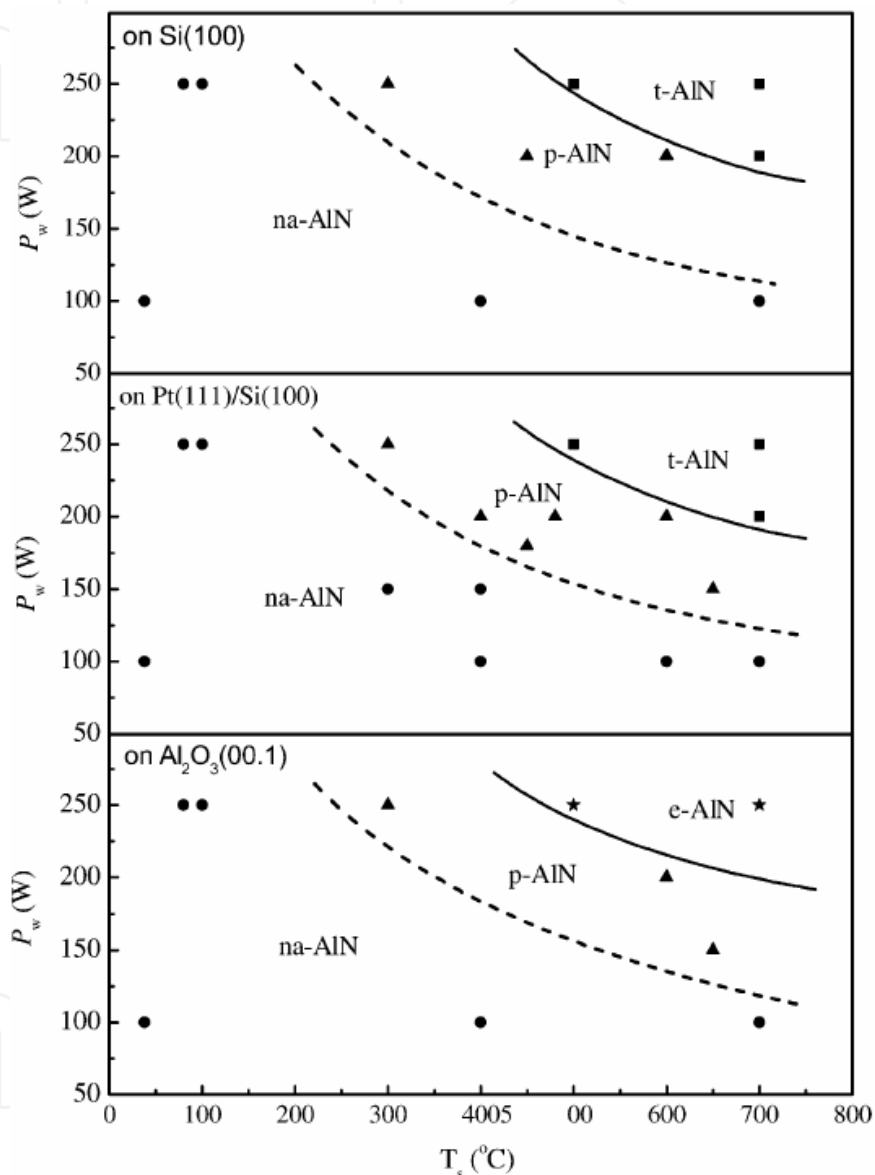 on Si(100)
250
200
150
100
50
P_w (W)
t-AlN
p-AlN
na-AlN
on Pt(111)/Si(100)
250
200
150
100
50
P_w (W)
t-AlN
p-AlN
na-AlN
on Al₂O₃(00.1)
250
200
150
100
50
P_w (W)
e-AlN
p-AlN
na-AlN
0 100 200 300 4005 00 600 700 800
T_s (°C)